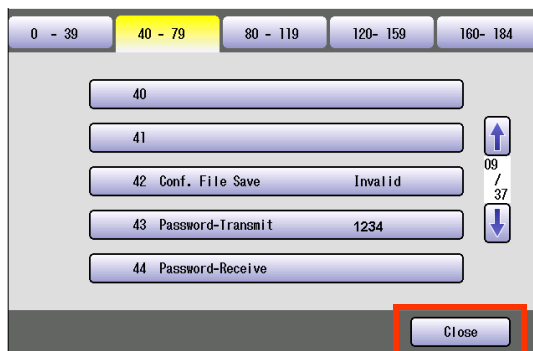 0 - 39 40 - 79 80 - 119 120- 159 160- 184
40
41
42 Conf. File Save Invalid
43 Password-Transmit 1234
44 Password-Receive
09
/
37
Close